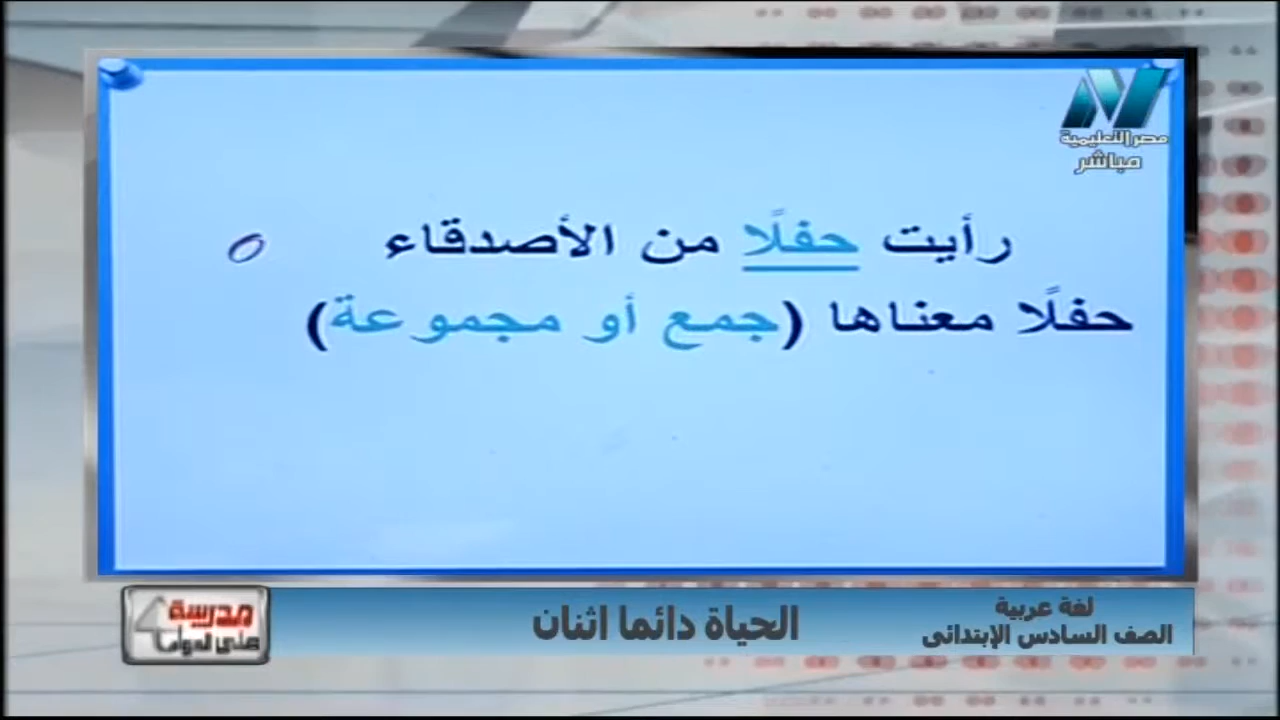 مصر التعليمية
مباشر
رأيت حفلًا من الأصدقاء
حفلًا معناها (جمع أو مجموعة)
لغة عربية
الصف السادس الإبتدائى
الحياة دائما اثنان
مدرسة
على الهواء